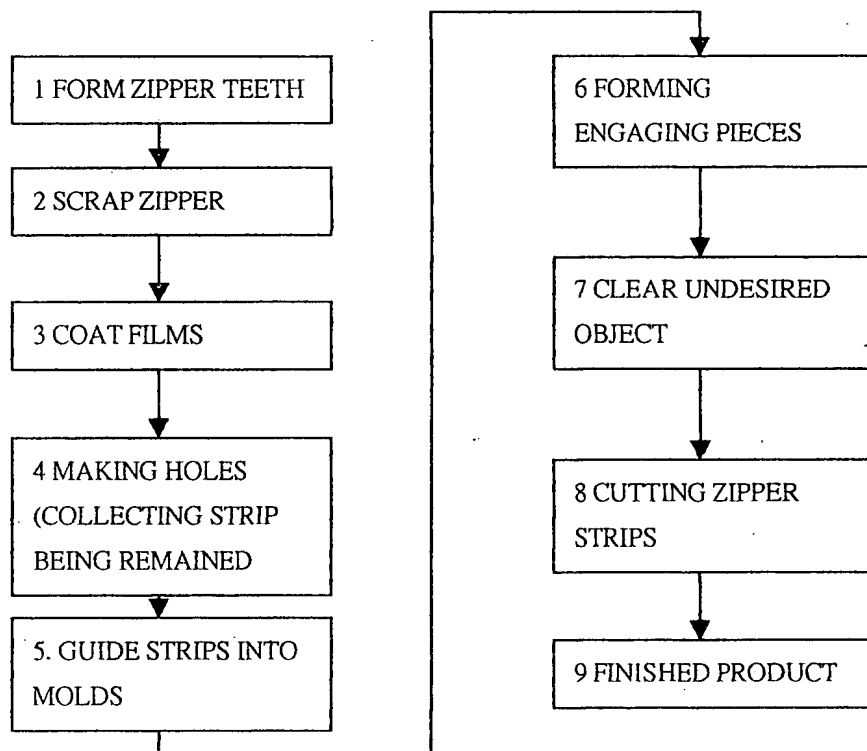 1 FORM ZIPPER TEETH
2 SCRAP ZIPPER
3 COAT FILMS
4 MAKING HOLES
(COLLECTING STRIP
BEING REMAINED
5. GUIDE STRIPS INTO
MOLDS
6 FORMING
ENGAGING PIECES
7 CLEAR UNDESIRED
OBJECT
8 CUTTING ZIPPER
STRIPS
9 FINISHED PRODUCT